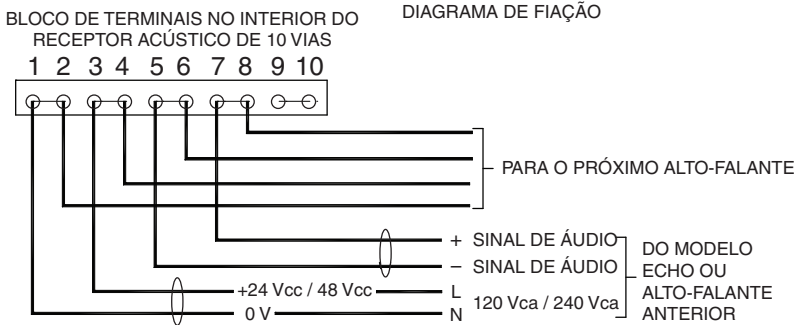 DIAGRAMA DE FIAÇÃO
BLOCO DE TERMINAIS NO INTERIOR DO
RECEPTOR ACÚSTICO DE 10 VIAS
1 2 3 4 5 6 7 8 9 10
PARA O PRÓXIMO ALTO-FALANTE
+ SINAL DE ÁUDIO
– SINAL DE ÁUDIO
+24 Vcc / 48 Vcc L
120 Vca / 240 Vca
0 V N
DO MODELO
ECHO OU
ALTO-FALANTE
ANTERIOR